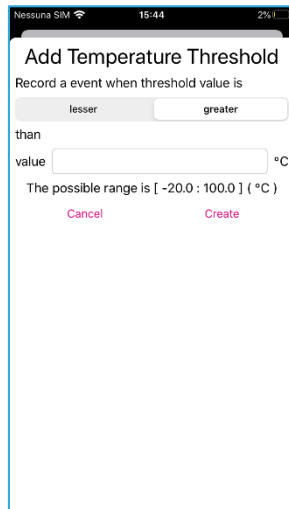 Nessuna SIM 15:44 2%
Add Temperature Threshold
Record a event when threshold value is
lesser greater
than
value °C
The possible range is [ -20.0 : 100.0 ] ( °C )
Cancel Create